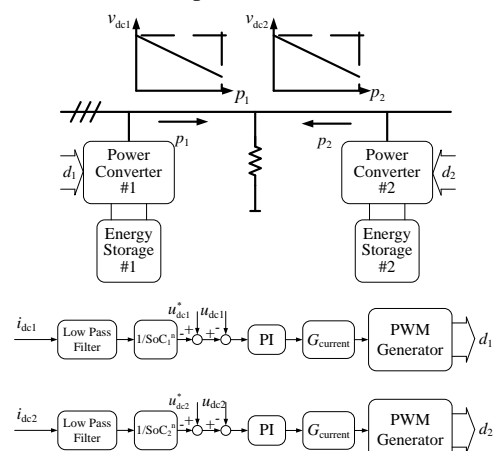 v_dc1 v_dc2
p_1 p_2
p_1 p_2
d_1 Power Converter #1 Power Converter #2 d_2
Energy Storage #1 Energy Storage #2
u*_dc1 u_dc1
i_dc1 Low Pass Filter 1/SoC_1^n - + + - PI G_current PWM Generator d_1
u*_dc2 u_dc2
i_dc2 Low Pass Filter 1/SoC_2^n - + + - PI G_current PWM Generator d_2